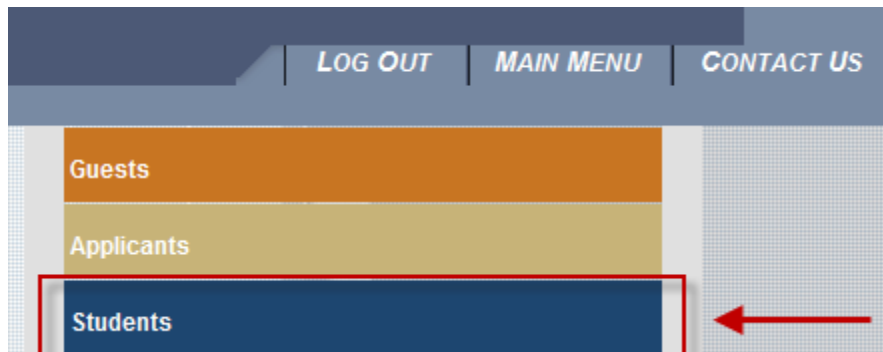 LOG OUT MAIN MENU CONTACT US
Guests
Applicants
Students